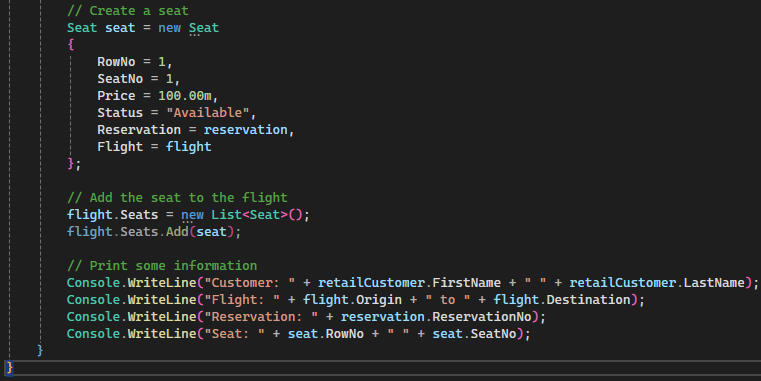 // Create a seat
Seat seat = new Seat
{
RowNo = 1,
SeatNo = 1,
Price = 100.00m,
Status = "Available",
Reservation = reservation,
Flight = flight
};
// Add the seat to the flight
flight.Seats = new List<Seat>();
flight.Seats.Add(seat);
// Print some information
Console.WriteLine("Customer: " + retailCustomer.FirstName + " " + retailCustomer.LastName);
Console.WriteLine("Flight: " + flight.Origin + " to " + flight.Destination);
Console.WriteLine("Reservation: " + reservation.ReservationNo);
Console.WriteLine("Seat: " + seat.RowNo + " " + seat.SeatNo);
}
}